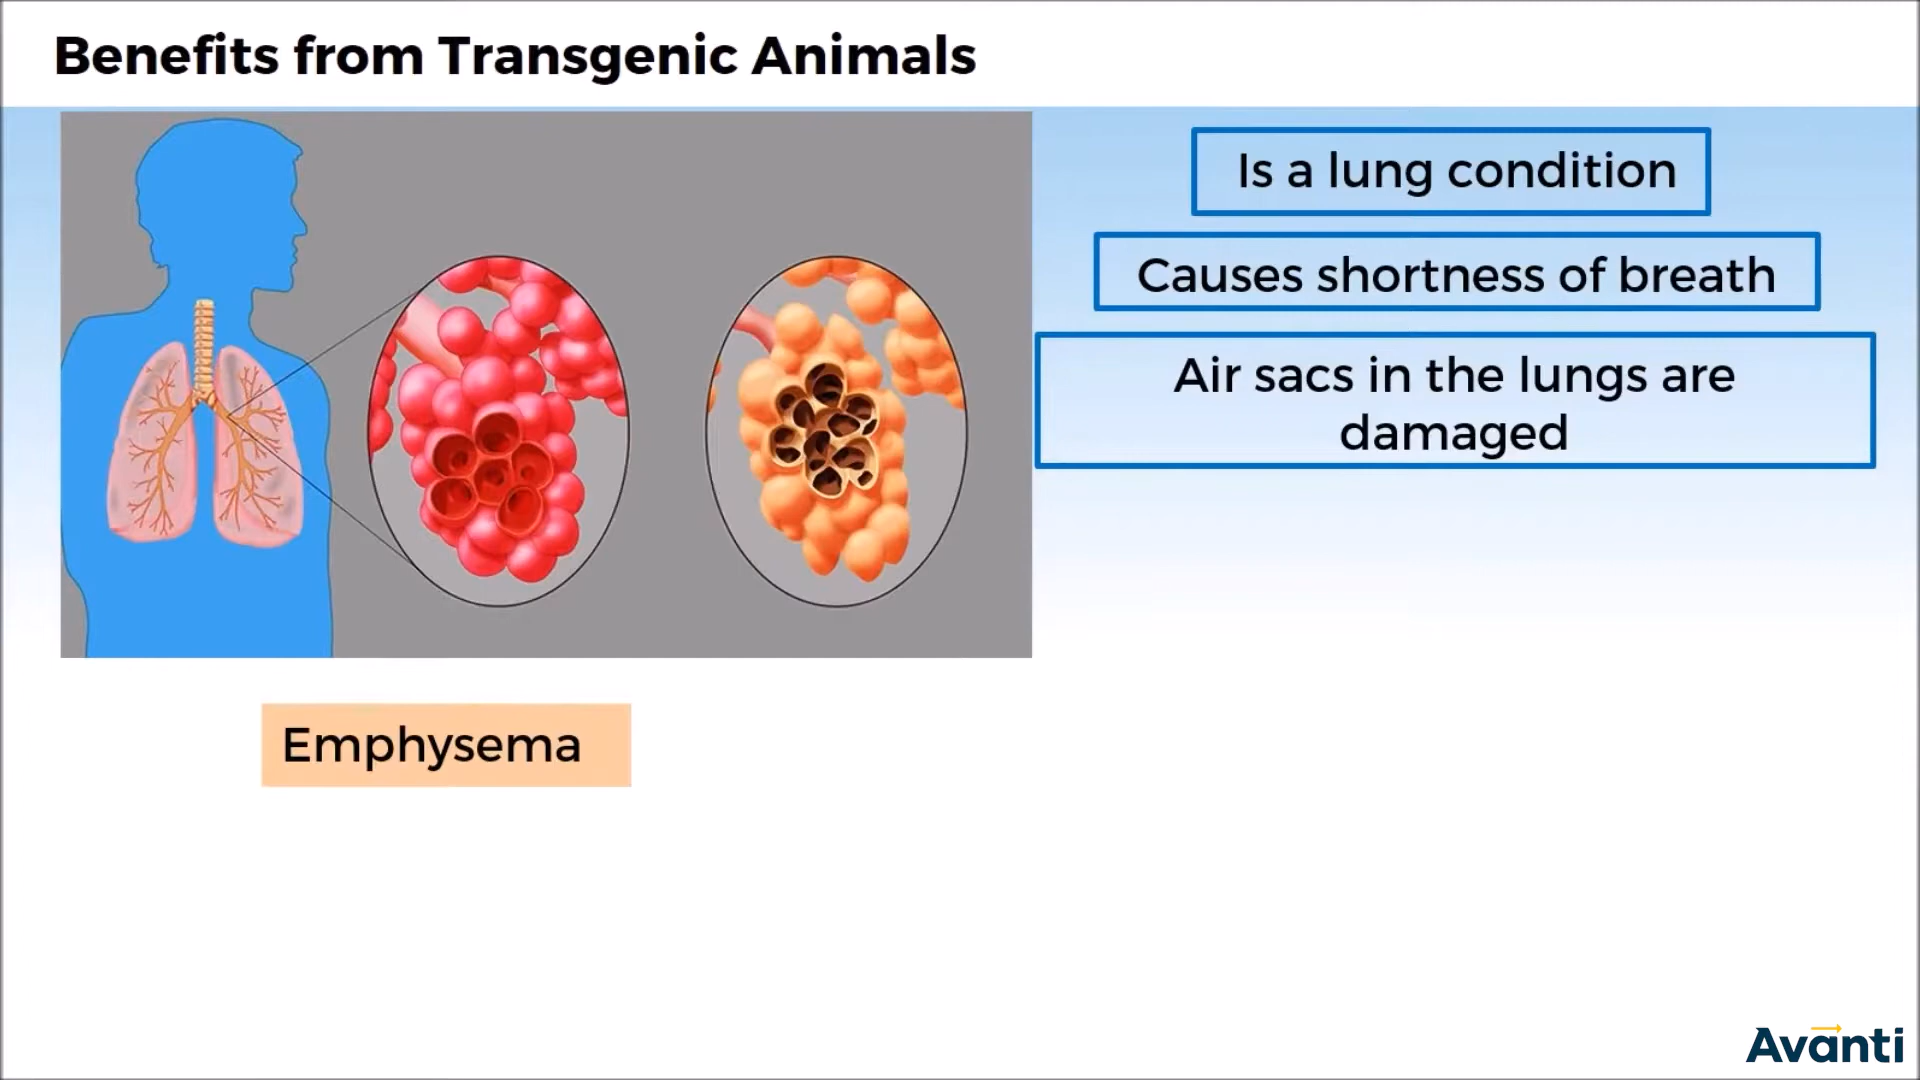 Benefits from Transgenic Animals
Is a lung condition
Causes shortness of breath
Air sacs in the lungs are
damaged
Emphysema
Avanti